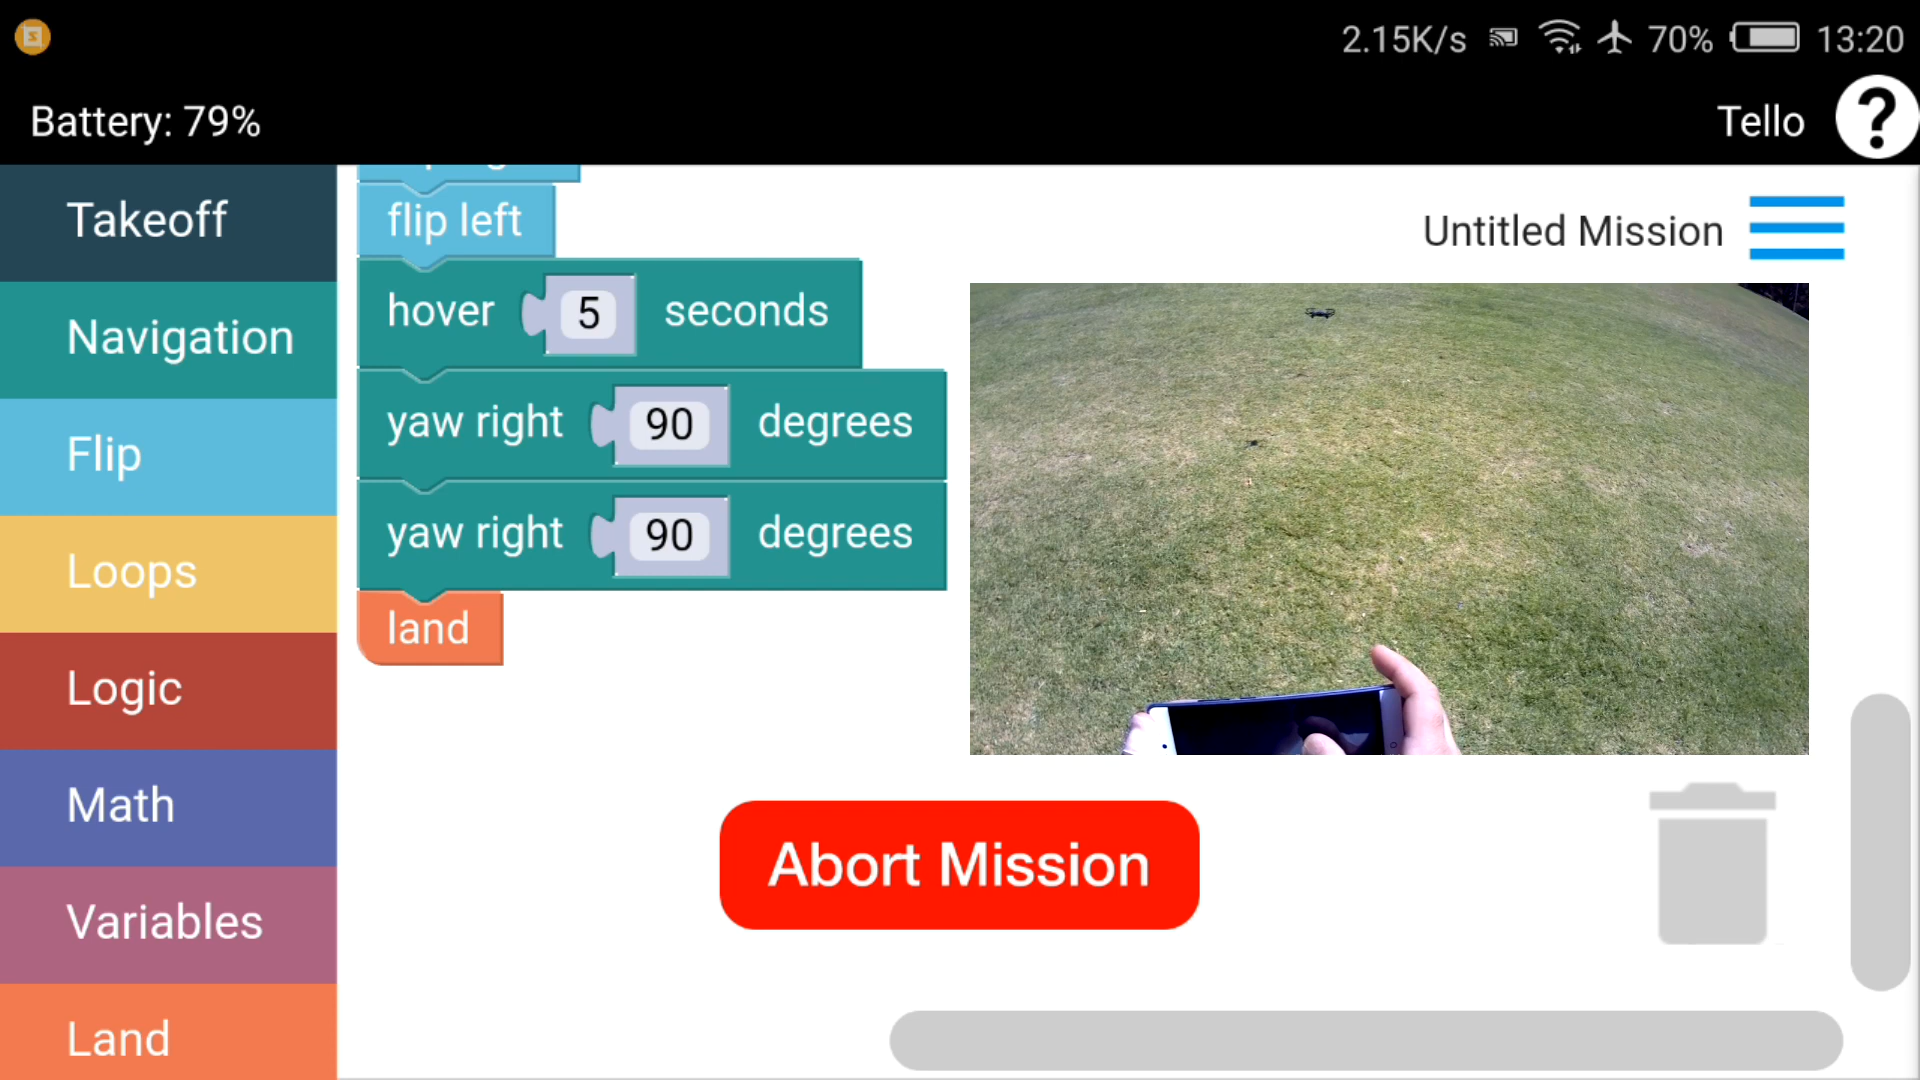 2.15K/s 70% 13:20
Battery: 79%
Tello ?
Takeoff
Navigation
Flip
Loops
Logic
Math
Variables
Land
flip left
hover 5 seconds
yaw right 90 degrees
yaw right 90 degrees
land
Untitled Mission
Abort Mission